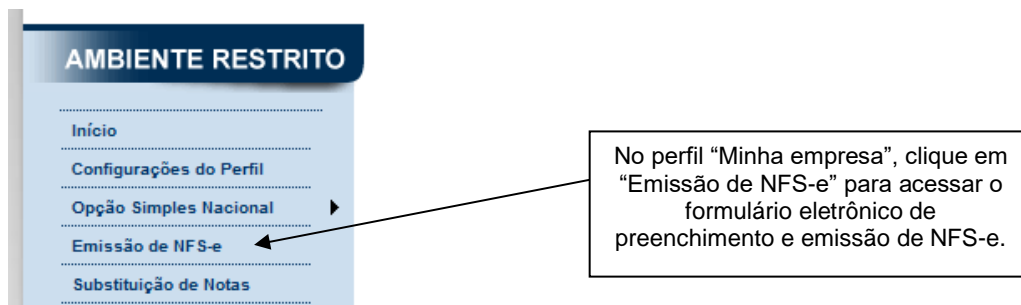 AMBIENTE RESTRITO
Início
Configurações do Perfil
Opção Simples Nacional
Emissão de NFS-e
Substituição de Notas
No perfil “Minha empresa”, clique em
“Emissão de NFS-e” para acessar o
formulário eletrônico de
preenchimento e emissão de NFS-e.